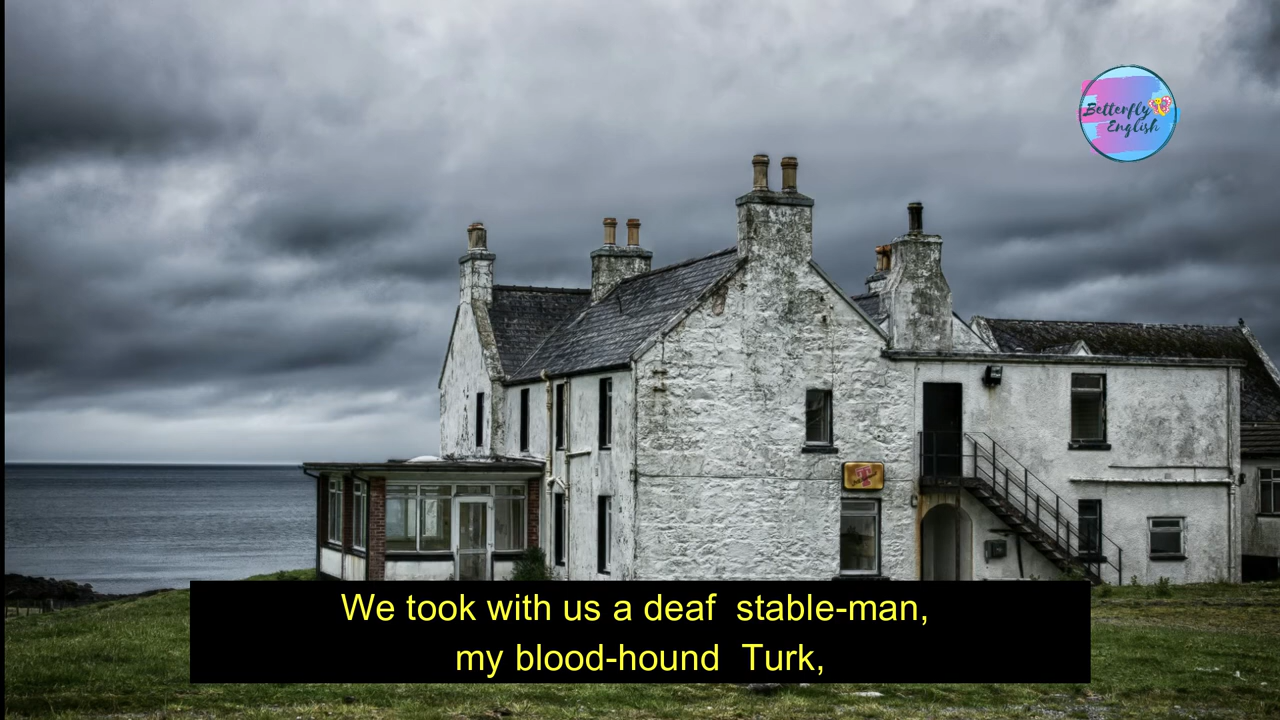 Betterfly
English
We took with us a deaf stable-man,
my blood-hound Turk,